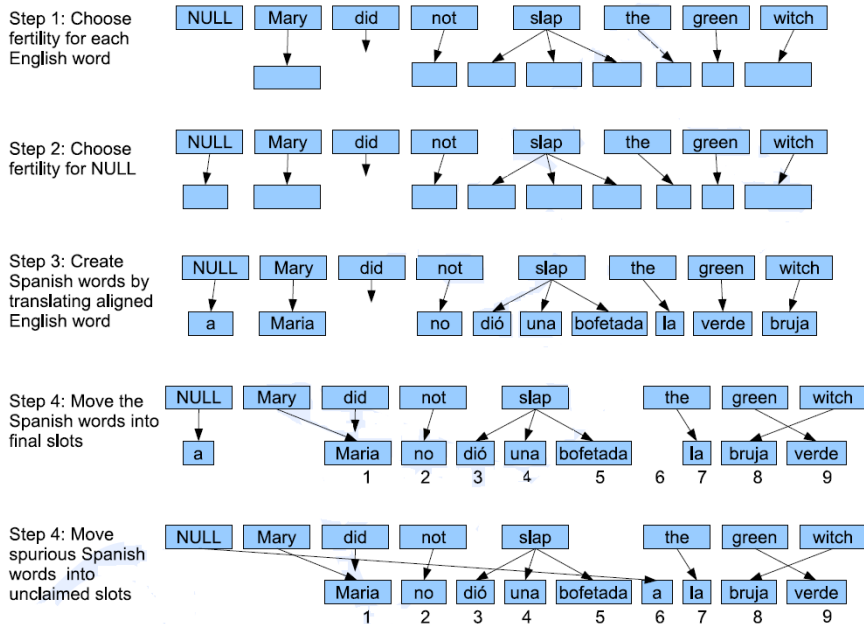 Step 1: Choose
fertility for each
English word
NULL Mary did not slap the green witch
Step 2: Choose
fertility for NULL
NULL Mary did not slap the green witch
Step 3: Create
Spanish words by
translating aligned
English word
NULL Mary did not slap the green witch
a Maria no dió una bofetada la verde bruja
Step 4: Move the
Spanish words into
final slots
NULL Mary did not slap the green witch
a Maria no dió una bofetada la bruja verde
1 2 3 4 5 6 7 8 9
Step 4: Move
spurious Spanish
words into
unclaimed slots
NULL Mary did not slap the green witch
Maria no dió una bofetada a la bruja verde
1 2 3 4 5 6 7 8 9